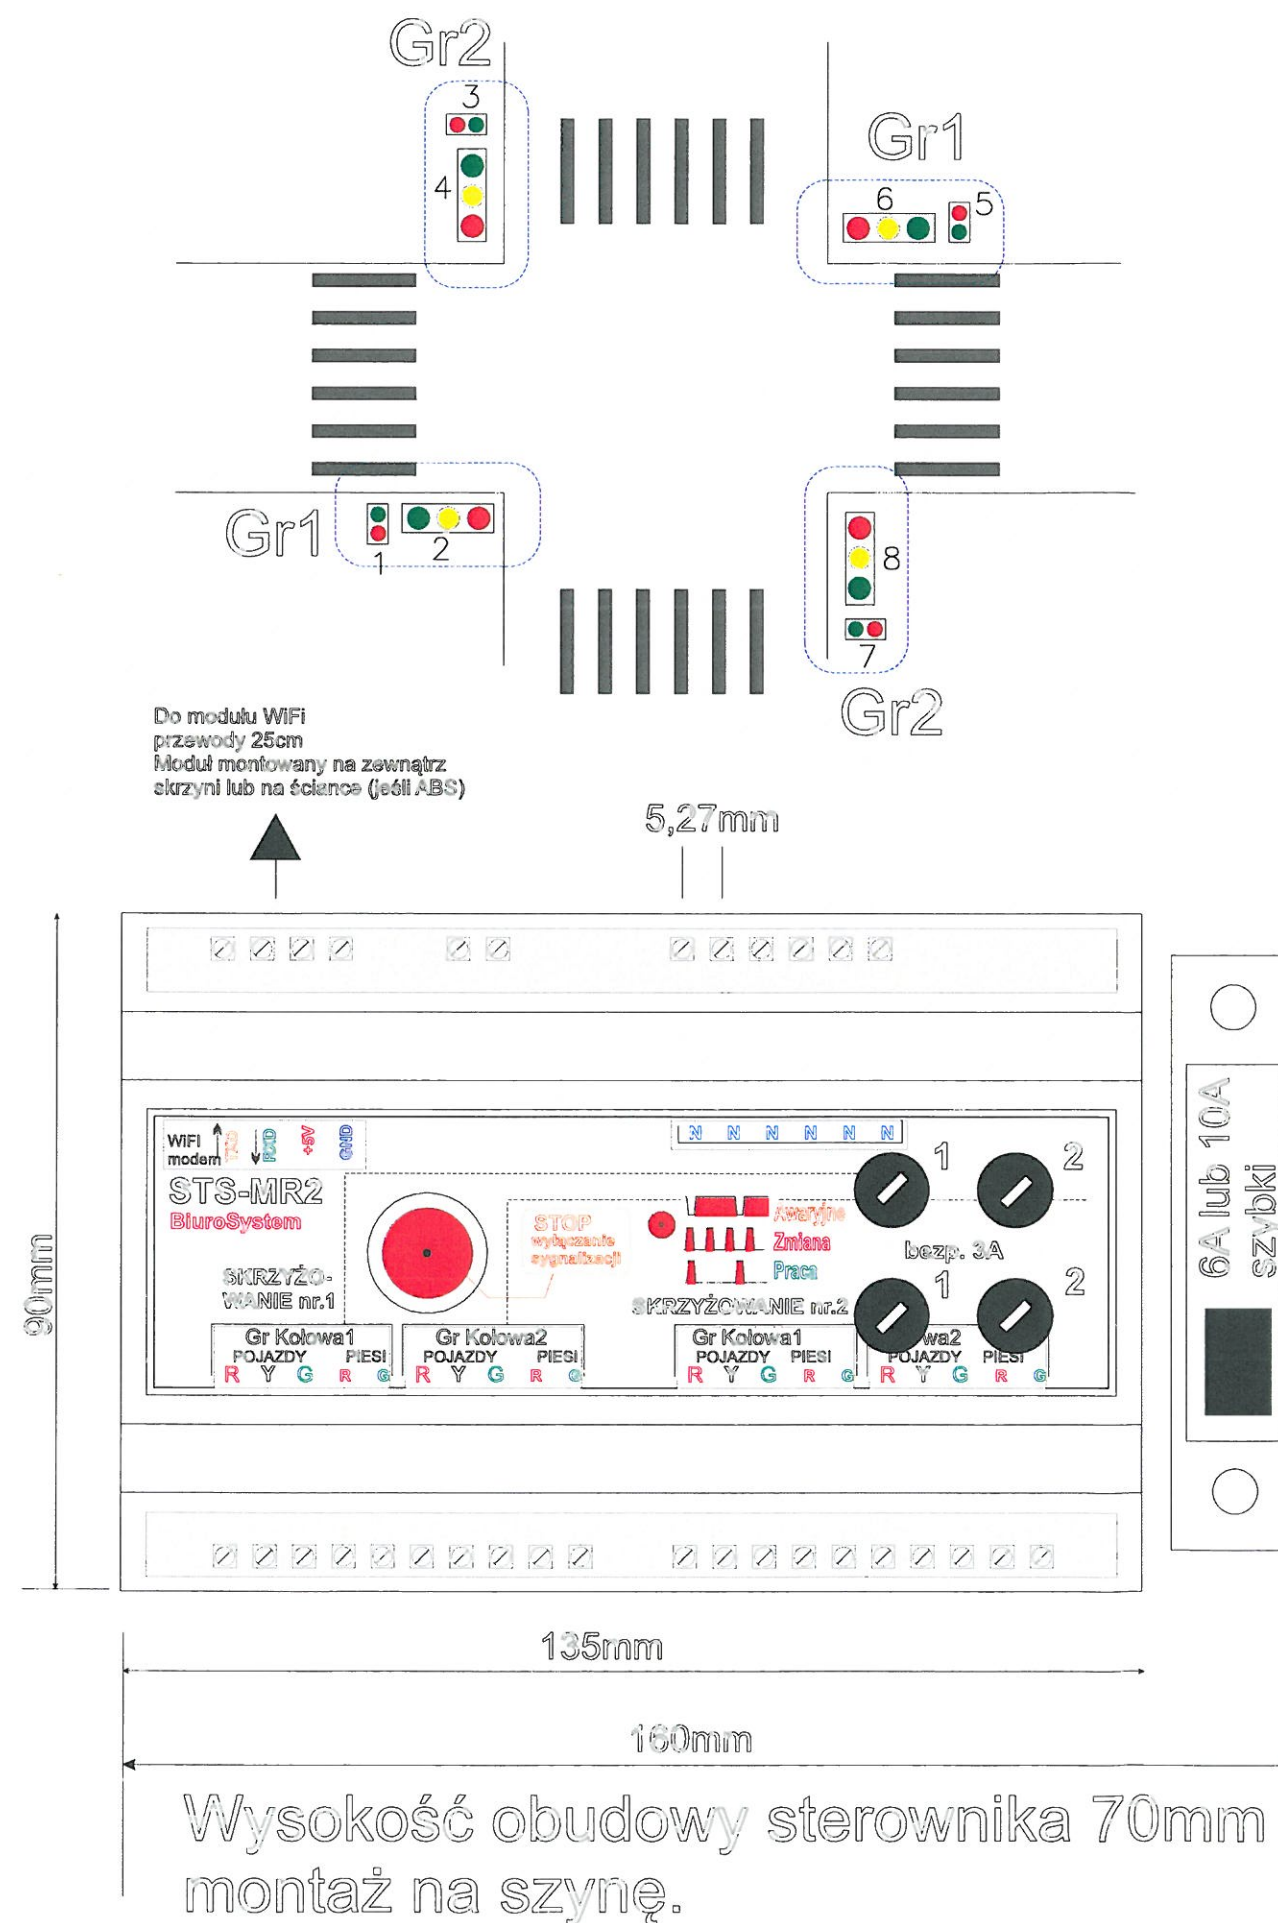 Gr2
3
4
Gr1
6
5
Gr1
1
2
8
7
Gr2
Do modułu WiFi
przewody 25cm
Moduł montowany na zewnątrz
skrzyni lub na ściance (jeśli ABS)
5,27mm
90mm
WiFI
modem
TXD
RXD
+5V
GND
N N N N N N
STS-MR2
BiuroSystem
STOP
wyłączanie
sygnalizacji
Awaryjne
Zmiana
Praca
1
2
bezp. 3A
1
2
SKRZYŻO-
WANIE nr.1
SKRZYŻOWANIE nr.2
Gr Kołowa1
POJAZDY PIESI
R Y G R G
Gr Kołowa2
POJAZDY PIESI
R Y G R G
Gr Kołowa1
POJAZDY PIESI
R Y G R G
wa2
POJAZDY PIESI
R Y G R G
6A lub 10A
szybki
135mm
160mm
Wysokość obudowy sterownika 70mm
montaż na szynę.